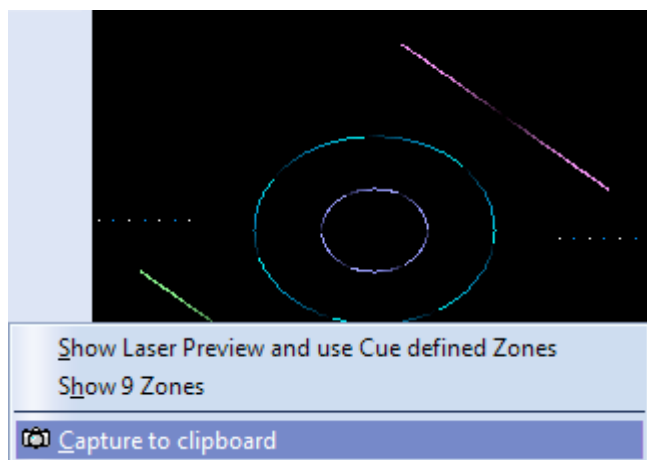 Show Laser Preview and use Cue defined Zones
Show 9 Zones
Capture to clipboard